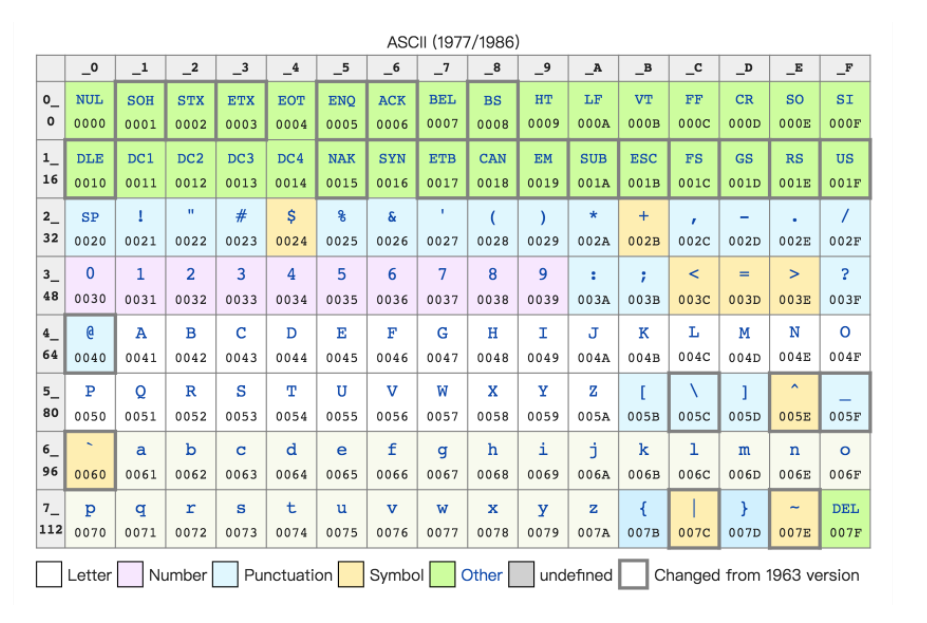 ASCII (1977/1986)
_0 _1 _2 _3 _4 _5 _6 _7 _8 _9 _A _B _C _D _E _F
0_ NUL SOH STX ETX EOT ENQ ACK BEL BS HT LF VT FF CR SO SI
0 0000 0001 0002 0003 0004 0005 0006 0007 0008 0009 000A 000B 000C 000D 000E 000F
1_ DLE DC1 DC2 DC3 DC4 NAK SYN ETB CAN EM SUB ESC FS GS RS US
16 0010 0011 0012 0013 0014 0015 0016 0017 0018 0019 001A 001B 001C 001D 001E 001F
2_ SP ! " # $ % & ' ( ) * + , - . /
32 0020 0021 0022 0023 0024 0025 0026 0027 0028 0029 002A 002B 002C 002D 002E 002F
3_ 0 1 2 3 4 5 6 7 8 9 : ; < = > ?
48 0030 0031 0032 0033 0034 0035 0036 0037 0038 0039 003A 003B 003C 003D 003E 003F
4_ @ A B C D E F G H I J K L M N O
64 0040 0041 0042 0043 0044 0045 0046 0047 0048 0049 004A 004B 004C 004D 004E 004F
5_ P Q R S T U V W X Y Z [ \ ] ^ _
80 0050 0051 0052 0053 0054 0055 0056 0057 0058 0059 005A 005B 005C 005D 005E 005F
6_ ` a b c d e f g h i j k l m n o
96 0060 0061 0062 0063 0064 0065 0066 0067 0068 0069 006A 006B 006C 006D 006E 006F
7_ p q r s t u v w x y z { | } ~ DEL
112 0070 0071 0072 0073 0074 0075 0076 0077 0078 0079 007A 007B 007C 007D 007E 007F
Letter Number Punctuation Symbol Other undefined Changed from 1963 version